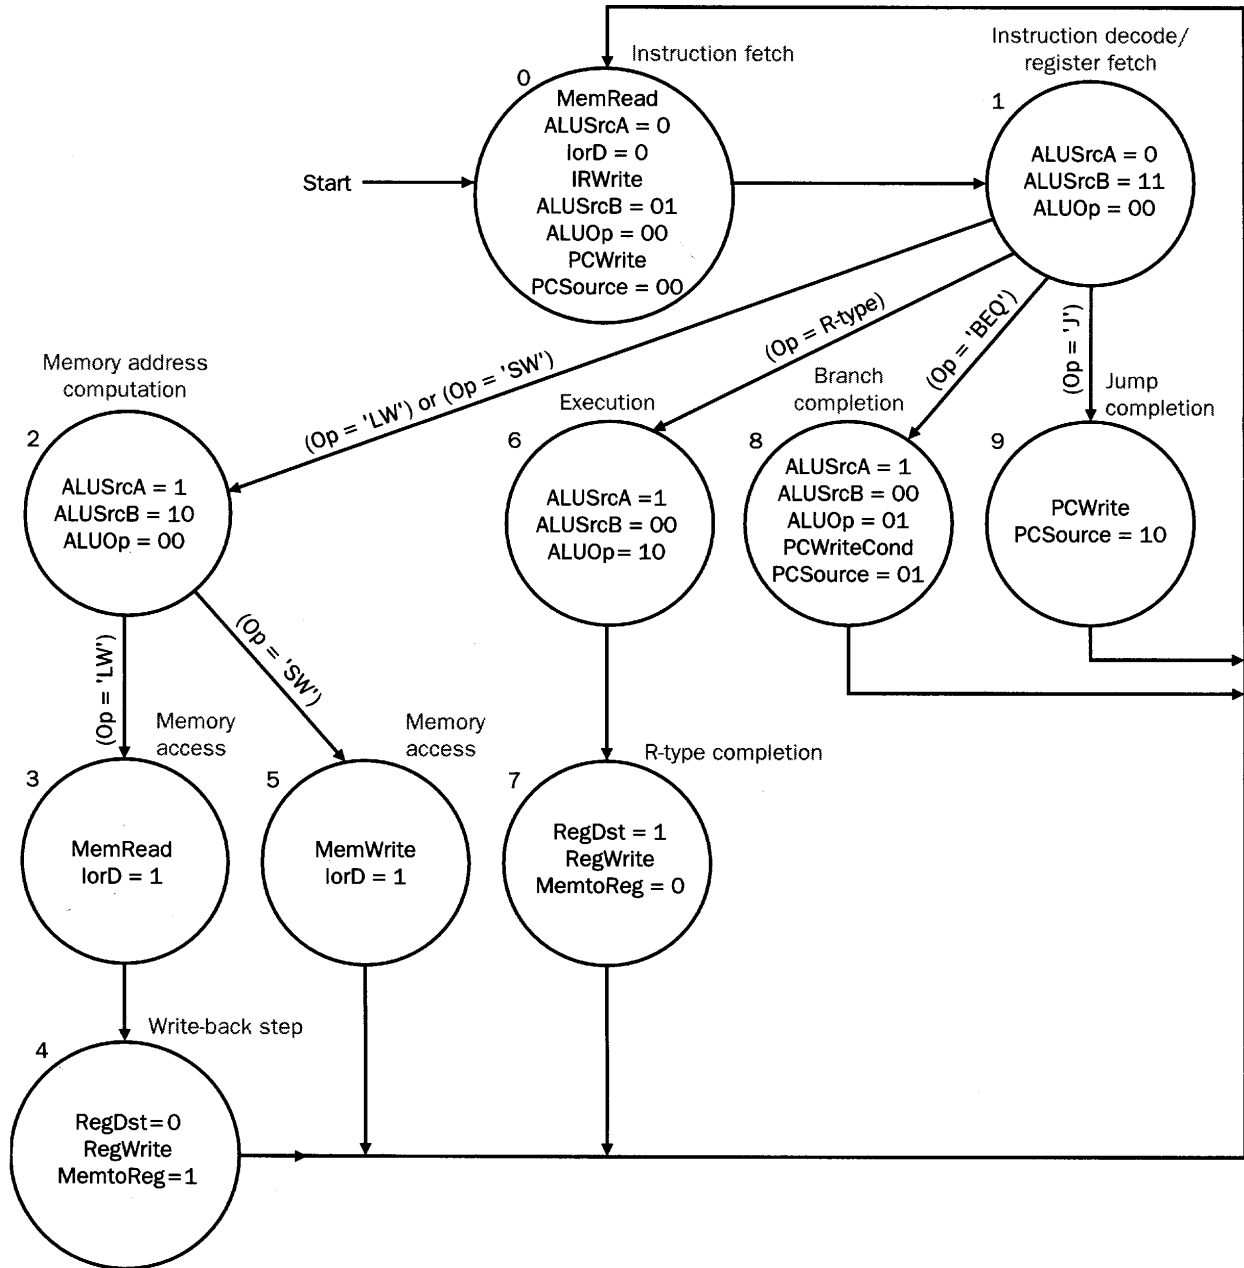 Instruction fetch
Instruction decode/
register fetch
0
MemRead
ALUSrcA = 0
IorD = 0
IRWrite
ALUSrcB = 01
ALUOp = 00
PCWrite
PCSource = 00
Start
1
ALUSrcA = 0
ALUSrcB = 11
ALUOp = 00
(Op = 'LW') or (Op = 'SW')
(Op = R-type)
(Op = 'BEQ')
(Op = 'J')
Memory address
computation
2
ALUSrcA = 1
ALUSrcB = 10
ALUOp = 00
Execution
6
ALUSrcA =1
ALUSrcB = 00
ALUOp= 10
Branch
completion
8
ALUSrcA = 1
ALUSrcB = 00
ALUOp = 01
PCWriteCond
PCSource = 01
Jump
completion
9
PCWrite
PCSource = 10
(Op = 'LW')
(Op = 'SW')
Memory
access
3
MemRead
IorD = 1
Memory
access
5
MemWrite
IorD = 1
R-type completion
7
RegDst = 1
RegWrite
MemtoReg = 0
Write-back step
4
RegDst=0
RegWrite
MemtoReg=1